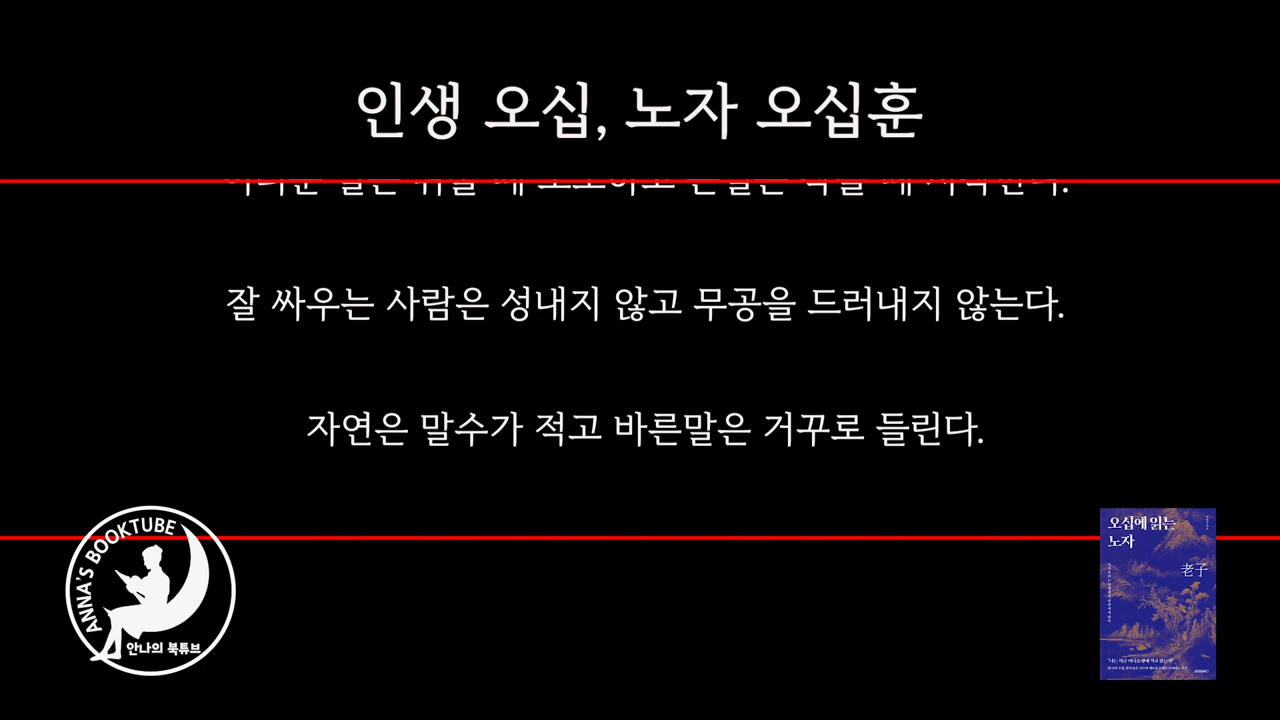 인생 오십, 노자 오십훈
잘 싸우는 사람은 성내지 않고 무공을 드러내지 않는다.
자연은 말수가 적고 바른말은 거꾸로 들린다.
ANNA'S BOOKTUBE
안나의 북튜브
오십에 읽는
노자
老子